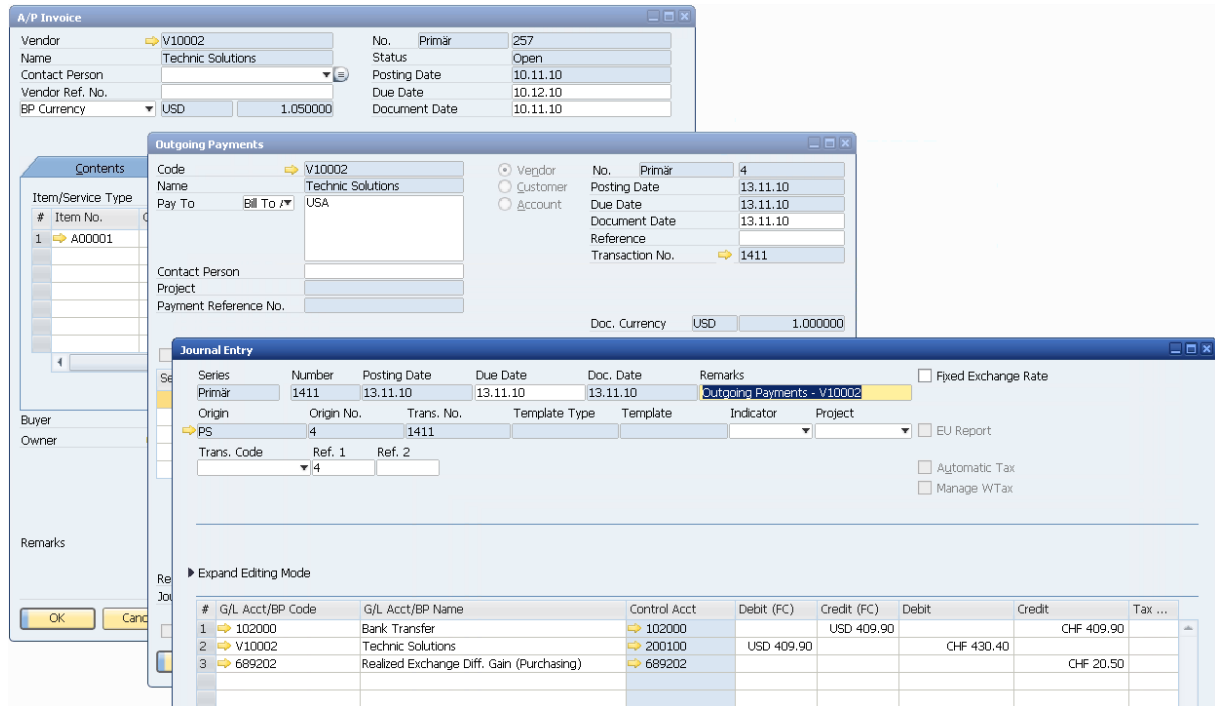 A/P Invoice
Vendor V10002 No. Primär 257
Name Technic Solutions Status Open
Contact Person Posting Date 10.11.10
Vendor Ref. No. Due Date 10.12.10
BP Currency USD 1.050000 Document Date 10.11.10
Contents
Item/Service Type
# Item No.
1 A00001
Buyer
Owner
Remarks
OK Canc
Outgoing Payments
Code V10002 Vendor No. Primär 4
Name Technic Solutions Customer Posting Date 13.11.10
Pay To Bill To USA Account Due Date 13.11.10
Document Date 13.11.10
Reference
Transaction No. 1411
Contact Person
Project
Payment Reference No.
Doc. Currency USD 1.000000
Se
Re
Jou
Journal Entry
Series Number Posting Date Due Date Doc. Date Remarks Fixed Exchange Rate
Primär 1411 13.11.10 13.11.10 13.11.10 Outgoing Payments - V10002
Origin Origin No. Trans. No. Template Type Template Indicator Project
PS 4 1411 EU Report
Trans. Code Ref. 1 Ref. 2
4 Automatic Tax
Manage WTax
Expand Editing Mode
# G/L Acct/BP Code G/L Acct/BP Name Control Acct Debit (FC) Credit (FC) Debit Credit Tax ...
1 102000 Bank Transfer 102000 USD 409.90 CHF 409.90
2 V10002 Technic Solutions 200100 USD 409.90 CHF 430.40
3 689202 Realized Exchange Diff. Gain (Purchasing) 689202 CHF 20.50